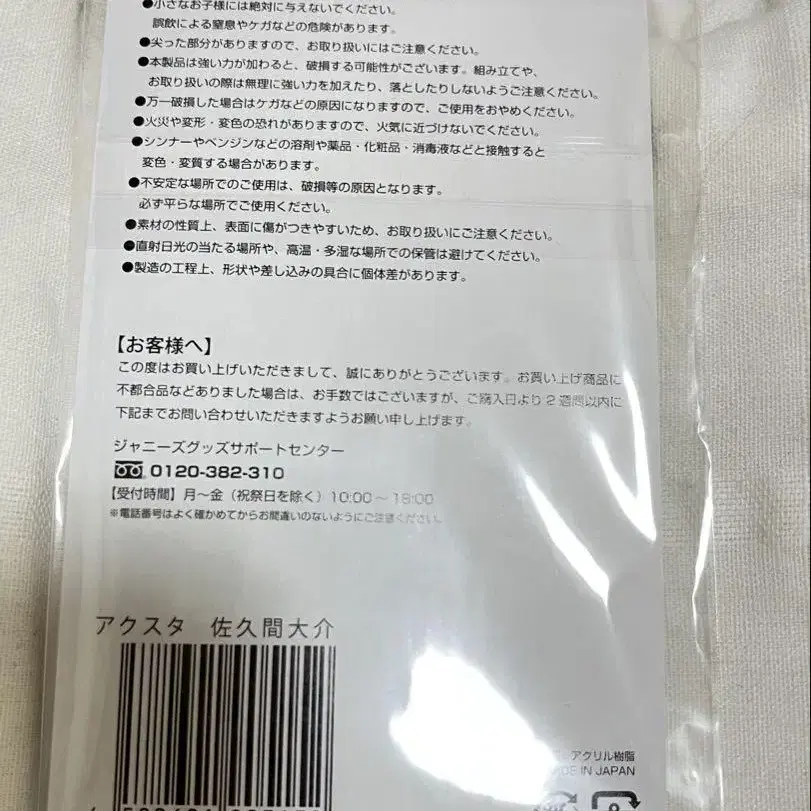 ●小さなお子様には絶対に与えないでください。
誤飲による窒息やケガなどの危険があります。
●尖った部分がありますので、お取り扱いにはご注意ください。
●本製品は強い力が加わると、破損する可能性がございます。組み立てや、
お取り扱いの際は無理に強い力を加えたり、落としたりしないようご注意ください。
●万一破損した場合はケガなどの原因になりますので、ご使用をおやめください。
●火災や変形・変色の恐れがありますので、火気に近づけないでください。
●シンナーやベンジンなどの溶剤や薬品・化粧品・消毒液などと接触すると
変色・変質する場合があります。
●不安定な場所でのご使用は、破損等の原因となります。
必ず平らな場所でご使用ください。
●素材の性質上、表面に傷がつきやすいため、お取り扱いにご注意ください。
●直射日光の当たる場所や、高温・多湿な場所での保管は避けてください。
●製造の工程上、形状や差し込みの具合に個体差があります。
【お客様へ】
この度はお買い上げいただきまして、誠にありがとうございます。お買い上げ商品に
不都合品などありました場合は、お手数ではございますが、ご購入日より2週間以内に
下記までお問い合わせいただきますようお願い申し上げます。
ジャニーズグッズサポートセンター
0120-382-310
【受付時間】月～金（祝祭日を除く）10:00～18:00
※電話番号はよく確かめてからお間違いのないようにご注意ください。
アクスタ 佐久間大介
アクリル樹脂
MADE IN JAPAN